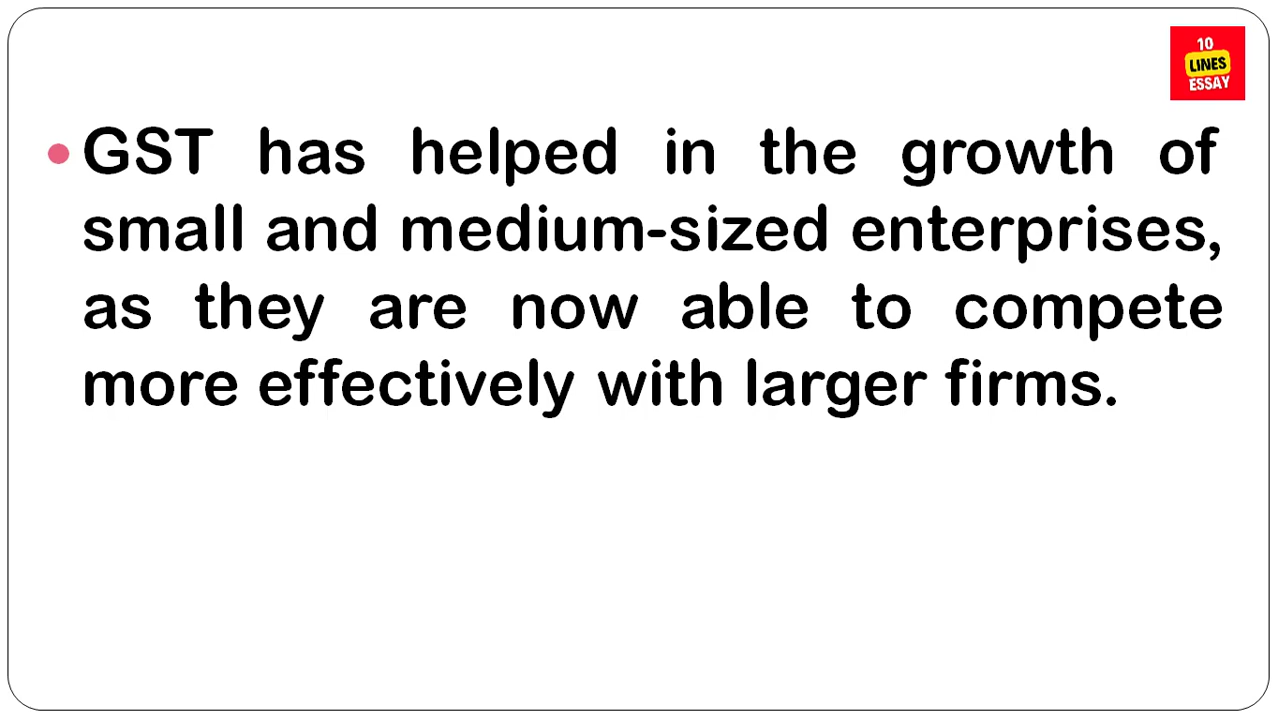 10
LINES
ESSAY
• GST has helped in the growth of
small and medium-sized enterprises,
as they are now able to compete
more effectively with larger firms.